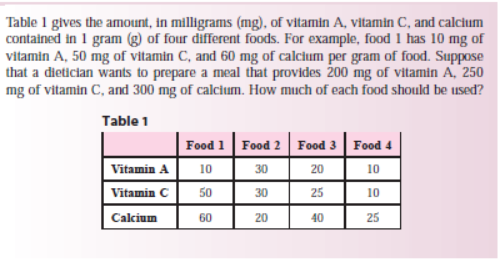 Table 1 gives the amount, in milligrams (mg), of vitamin A, vitamin C, and calcium
contained in 1 gram (g) of four different foods. For example, food 1 has 10 mg of
vitamin A, 50 mg of vitamin C, and 60 mg of calcium per gram of food. Suppose
that a dietician wants to prepare a meal that provides 200 mg of vitamin A, 250
mg of vitamin C, and 300 mg of calcium. How much of each food should be used?
Table 1
Food 1 Food 2 Food 3 Food 4
Vitamin A 10 30 20 10
Vitamin C 50 30 25 10
Calcium 60 20 40 25